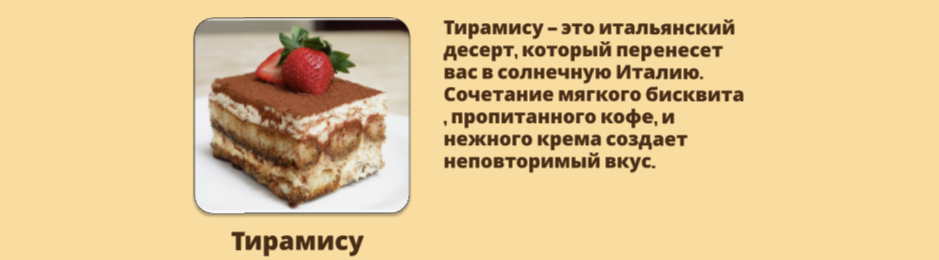 Тирамису – это итальянский
десерт, который перенесет
вас в солнечную Италию.
Сочетание мягкого бисквита
, пропитанного кофе, и
нежного крема создает
неповторимый вкус.
Тирамису